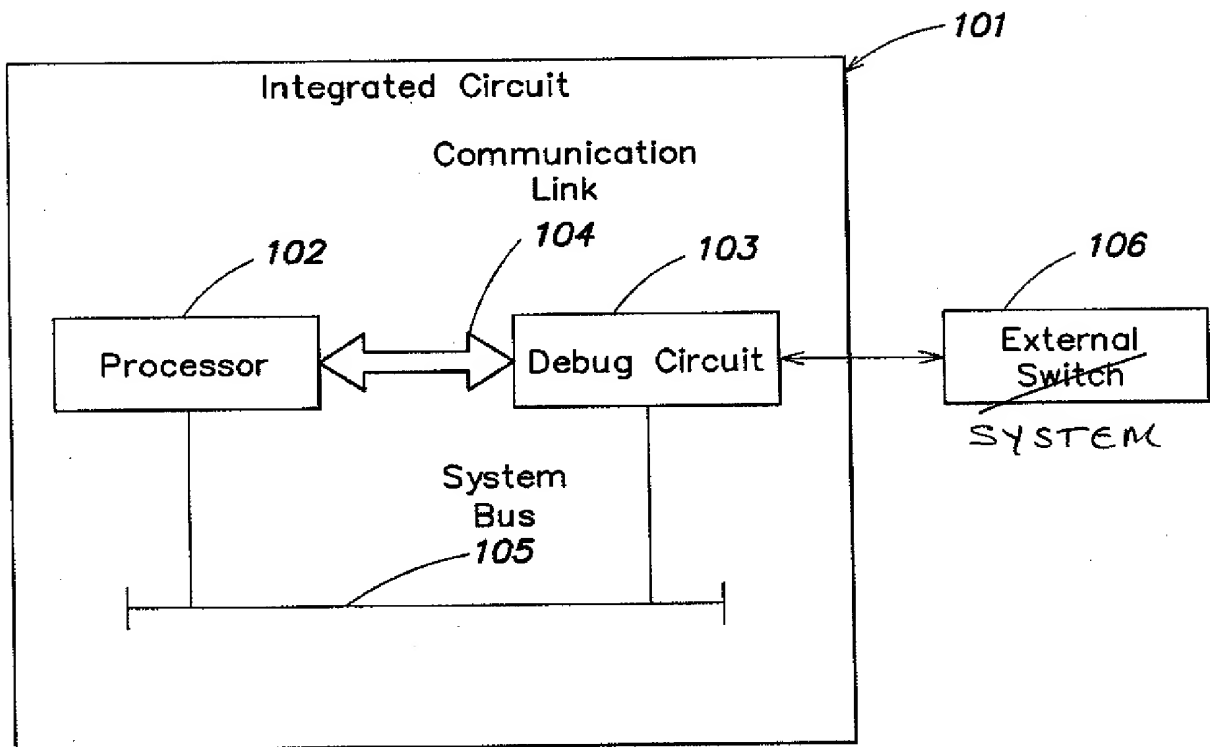 101
Integrated Circuit
Communication
Link
104
102
103
106
Processor
Debug Circuit
External
Switch
SYSTEM
System
Bus
105